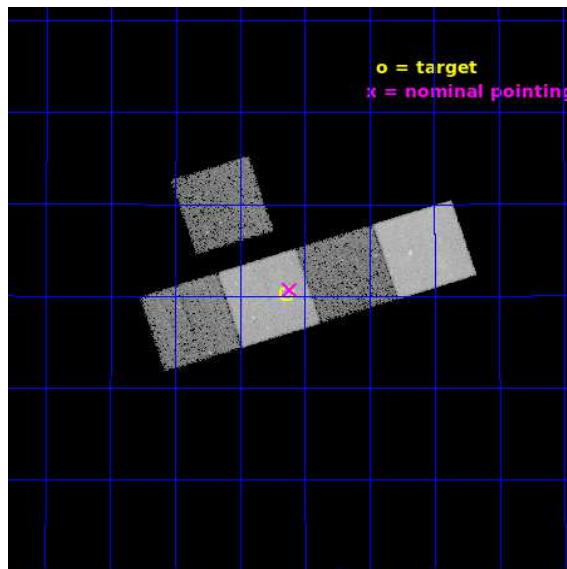 o = target
x = nominal pointing